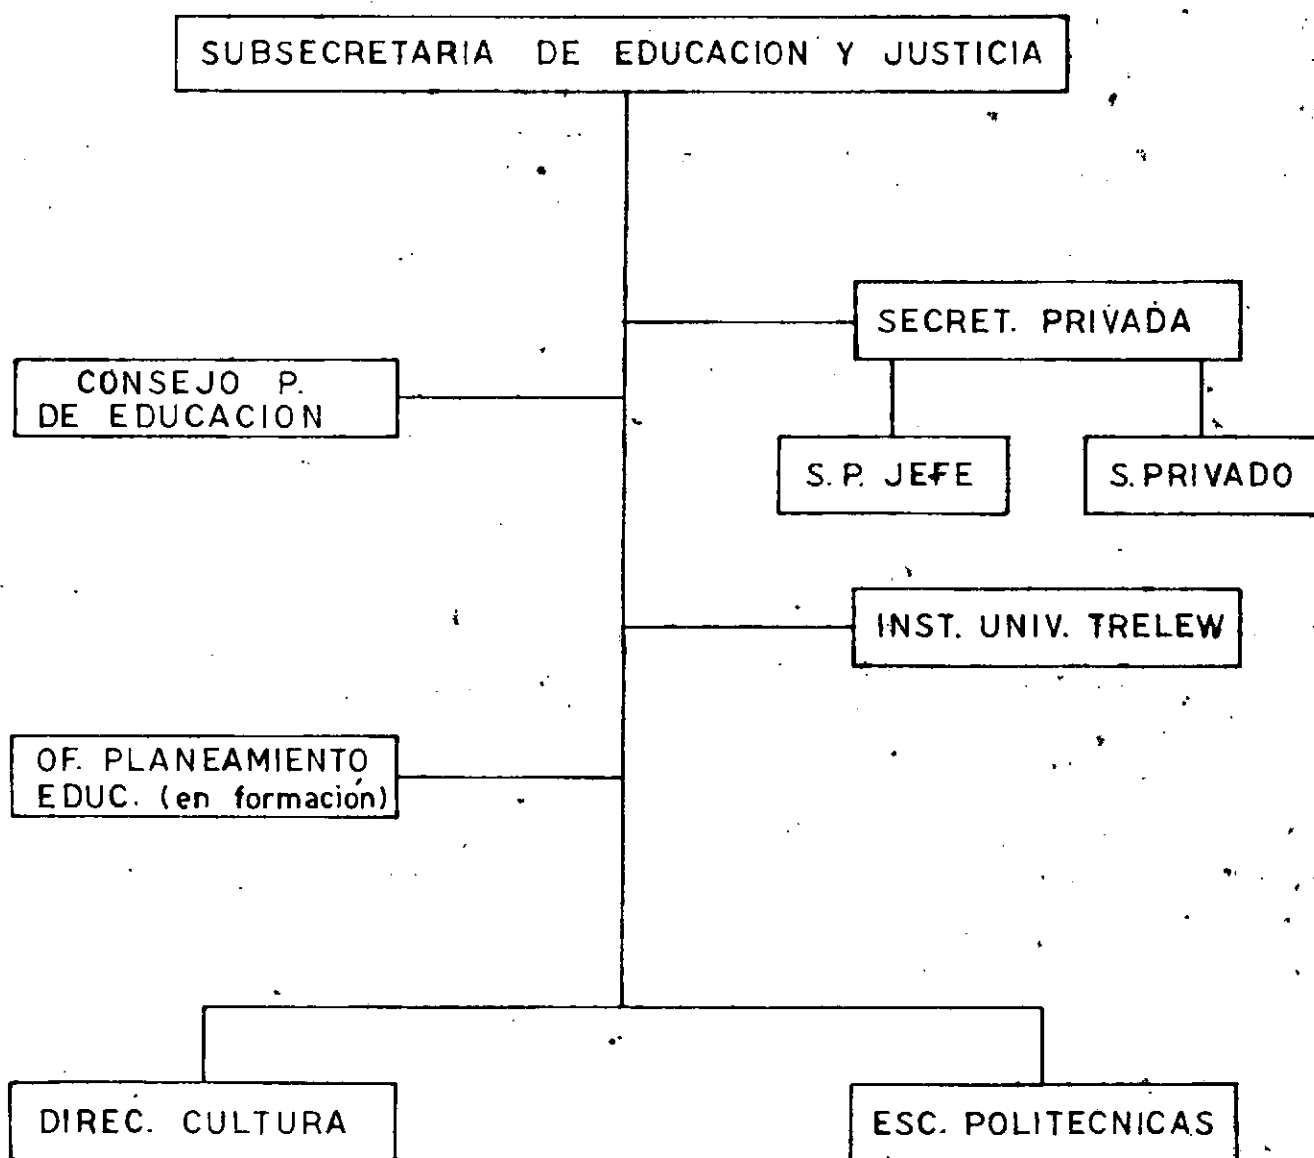 SUBSECRETARIA DE EDUCACION Y JUSTICIA
SECRET. PRIVADA
CONSEJO P.
DE EDUCACION
S. P. JEFE
S. PRIVADO
INST. UNIV. TRELEW
OF. PLANEAMIENTO
EDUC. (en formación)
DIREC. CULTURA
ESC. POLITECNICAS